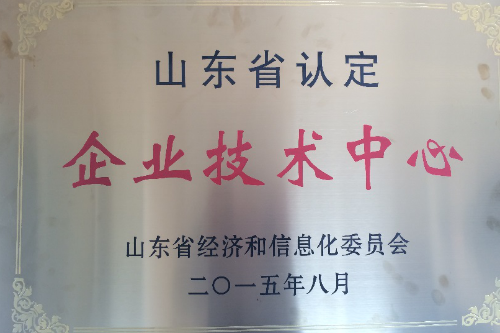 山东省认定
企业技术中心
山东省经济和信息化委员会
二〇一五年八月